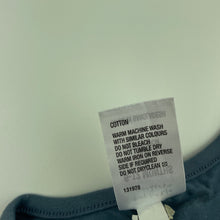 COTTON
WARM MACHINE WASH
WITH SIMILAR COLOURS
DO NOT BLEACH
DO NOT TUMBLE DRY
WARM IRON ON REVERSE
SIDE IF REQUIRED
DO NOT DRYCLEAN
131970